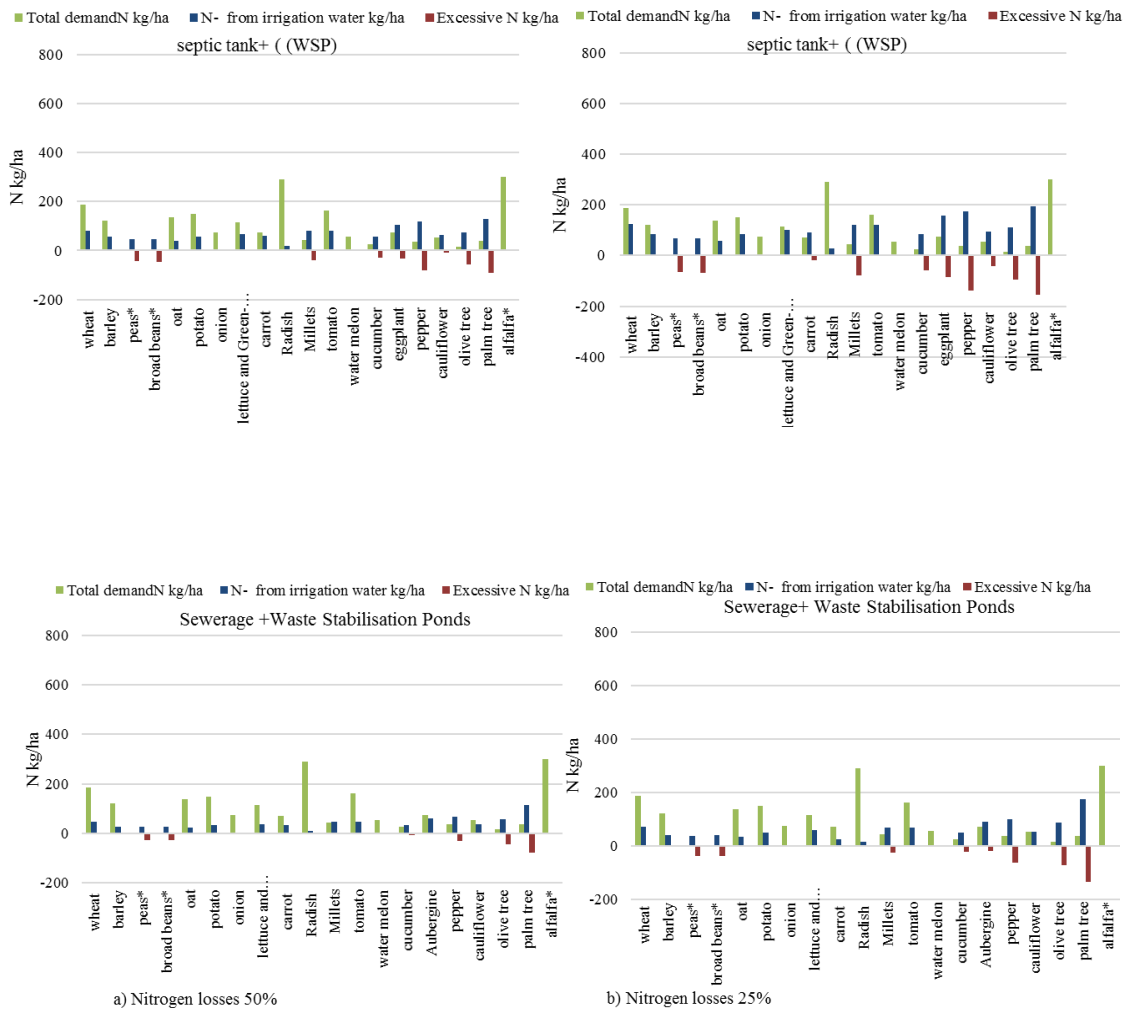 Total demandN kg/ha N- from irrigation water kg/ha Excessive N kg/ha
septic tank+ ( (WSP)
N kg/ha
800
600
400
200
0
-200
wheat
barley
peas*
broad beans*
oat
potato
onion
lettuce and Green-…
carrot
Radish
Millets
tomato
water melon
cucumber
eggplant
pepper
cauliflower
olive tree
palm tree
alfalfa*
Total demandN kg/ha N- from irrigation water kg/ha Excessive N kg/ha
septic tank+ ( (WSP)
N kg/ha
800
600
400
200
0
-200
-400
wheat
barley
peas*
broad beans*
oat
potato
onion
lettuce and Green-…
carrot
Radish
Millets
tomato
water melon
cucumber
eggplant
pepper
cauliflower
olive tree
palm tree
alfalfa*
Total demandN kg/ha N- from irrigation water kg/ha Excessive N kg/ha
Sewerage +Waste Stabilisation Ponds
N kg/ha
800
600
400
200
0
-200
wheat
barley
peas*
broad beans*
oat
potato
onion
lettuce and…
carrot
Radish
Millets
tomato
water melon
cucumber
Aubergine
pepper
cauliflower
olive tree
palm tree
alfalfa*
a) Nitrogen losses 50%
Total demandN kg/ha N- from irrigation water kg/ha Excessive N kg/ha
Sewerage+ Waste Stabilisation Ponds
N kg/ha
800
600
400
200
0
-200
wheat
barley
peas*
broad beans*
oat
potato
onion
lettuce and…
carrot
Radish
Millets
tomato
water melon
cucumber
Aubergine
pepper
cauliflower
olive tree
palm tree
alfalfa*
b) Nitrogen losses 25%